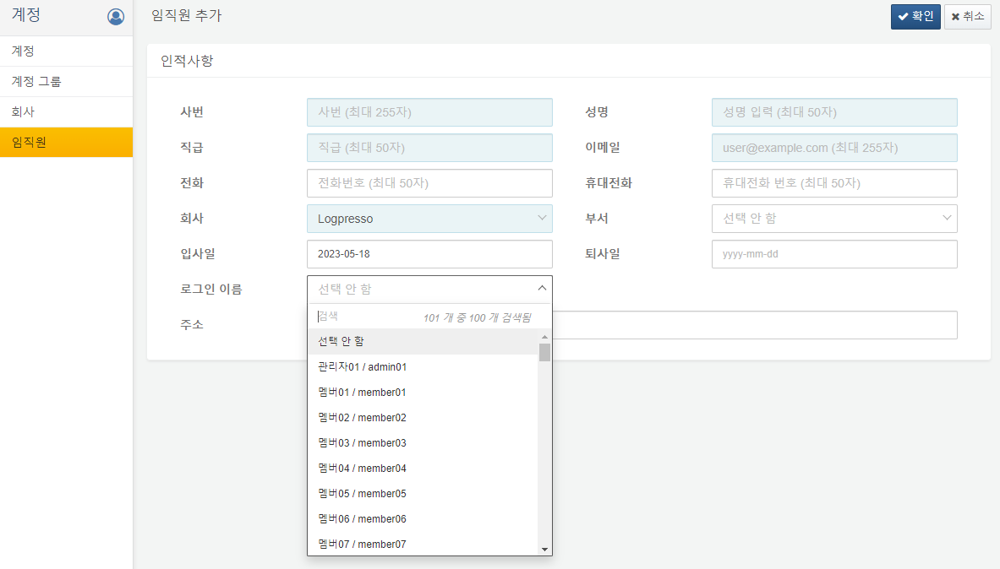 계정
임직원 추가
확인
취소
계정
계정 그룹
회사
임직원
인적사항
사번 사번 (최대 255자) 성명 성명 입력 (최대 50자)
직급 직급 (최대 50자) 이메일 user@example.com (최대 255자)
전화 전화번호 (최대 50자) 휴대전화 휴대전화 번호 (최대 50자)
회사 Logpresso 부서 선택 안 함
입사일 2023-05-18 퇴사일 yyyy-mm-dd
로그인 이름 선택 안 함
주소
검색 101 개 중 100 개 검색됨
선택 안 함
관리자01 / admin01
멤버01 / member01
멤버02 / member02
멤버03 / member03
멤버04 / member04
멤버05 / member05
멤버06 / member06
멤버07 / member07